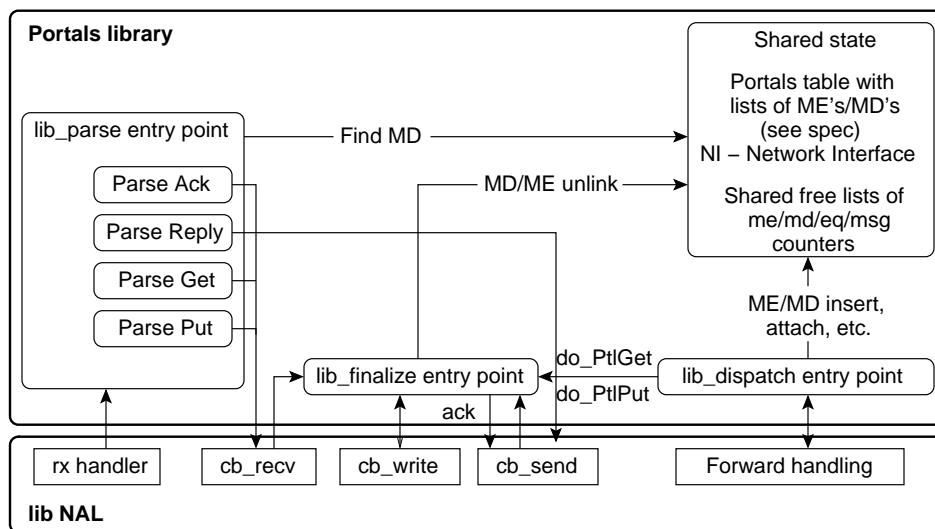 Portals library
Shared state
Portals table with
lists of ME's/MD's
(see spec)
NI – Network Interface
Shared free lists of
me/md/eq/msg
counters
lib_parse entry point
Find MD
Parse Ack
MD/ME unlink
Parse Reply
Parse Get
Parse Put
ME/MD insert,
attach, etc.
do_PtlGet
lib_finalize entry point
lib_dispatch entry point
do_PtlPut
ack
rx handler
cb_recv
cb_write
cb_send
Forward handling
lib NAL